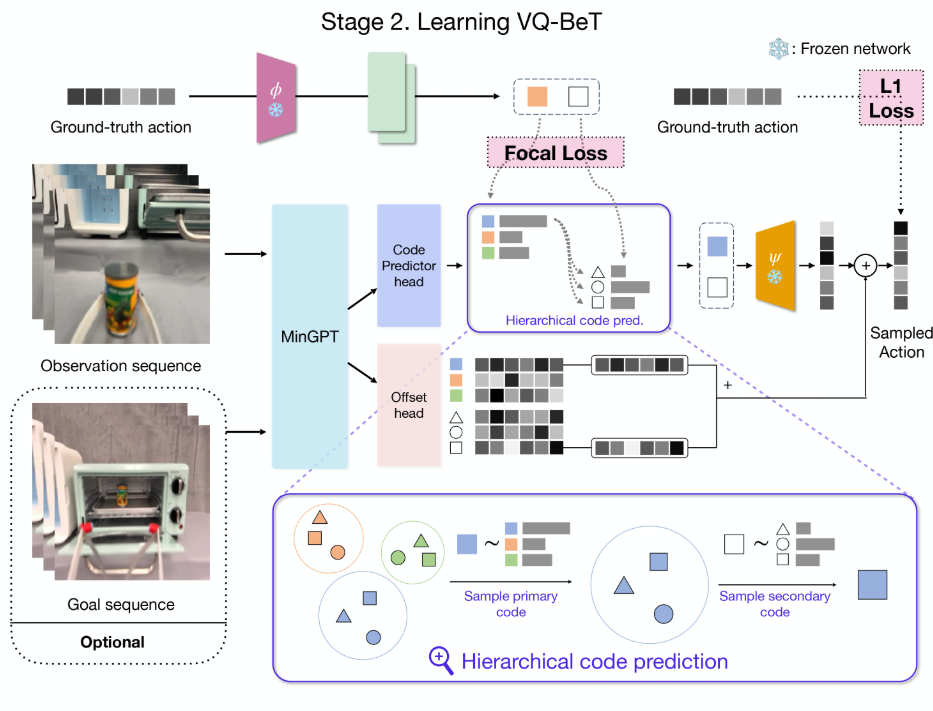 Stage 2. Learning VQ-BeT
: Frozen network
ϕ
Ground-truth action
Ground-truth action
L1
Loss
Focal Loss
Observation sequence
MinGPT
Code
Predictor
head
Hierarchical code pred.
ψ
+
Sampled
Action
Offset
head
+
Goal sequence
Optional
~
Sample primary
code
~
Sample secondary
code
Hierarchical code prediction